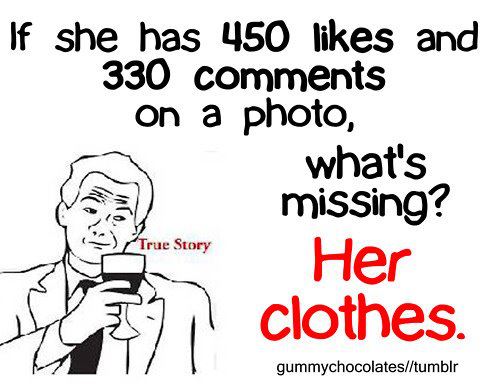 If she has 450 likes and
330 comments
on a photo,
what's
missing?
True Story
Her
clothes.
gummychocolates//tumblr